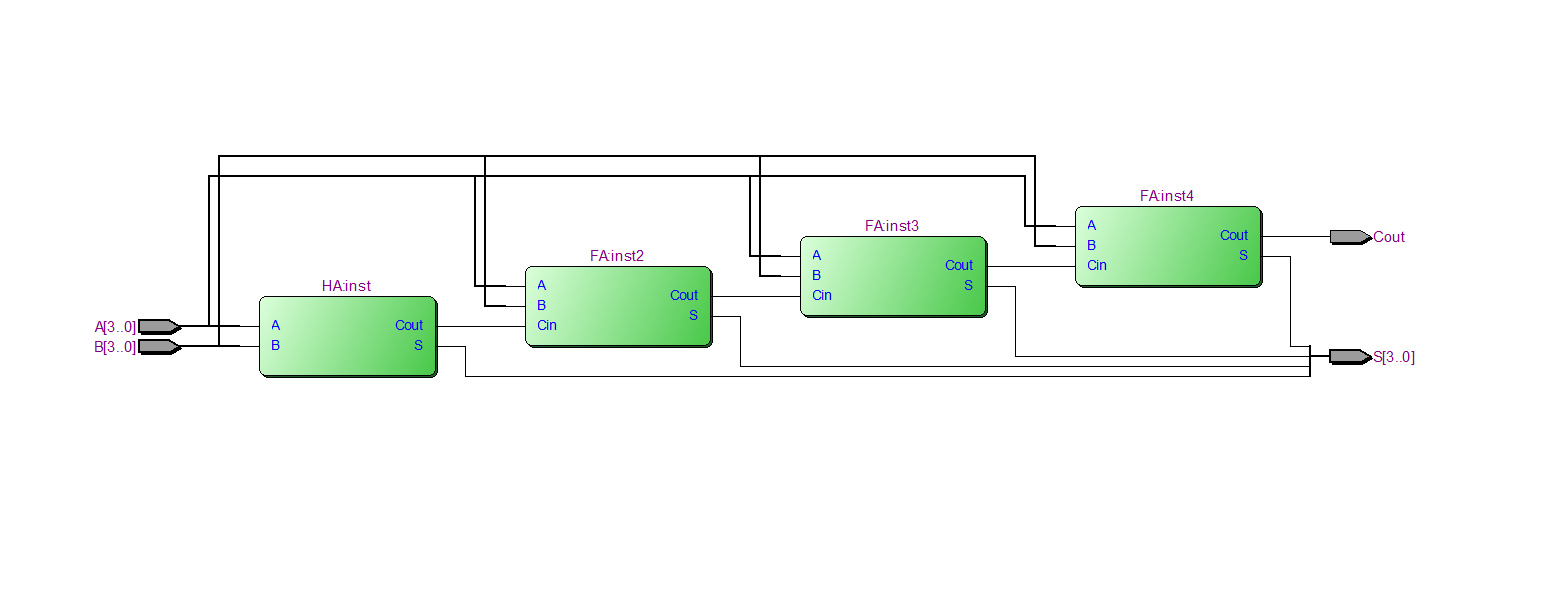 FA:inst4
A
B
Cin
Cout
S
Cout
FA:inst3
A
B
Cin
Cout
S
FA:inst2
A
B
Cin
Cout
S
HA:inst
A
B
Cout
S
A[3..0]
B[3..0]
S[3..0]